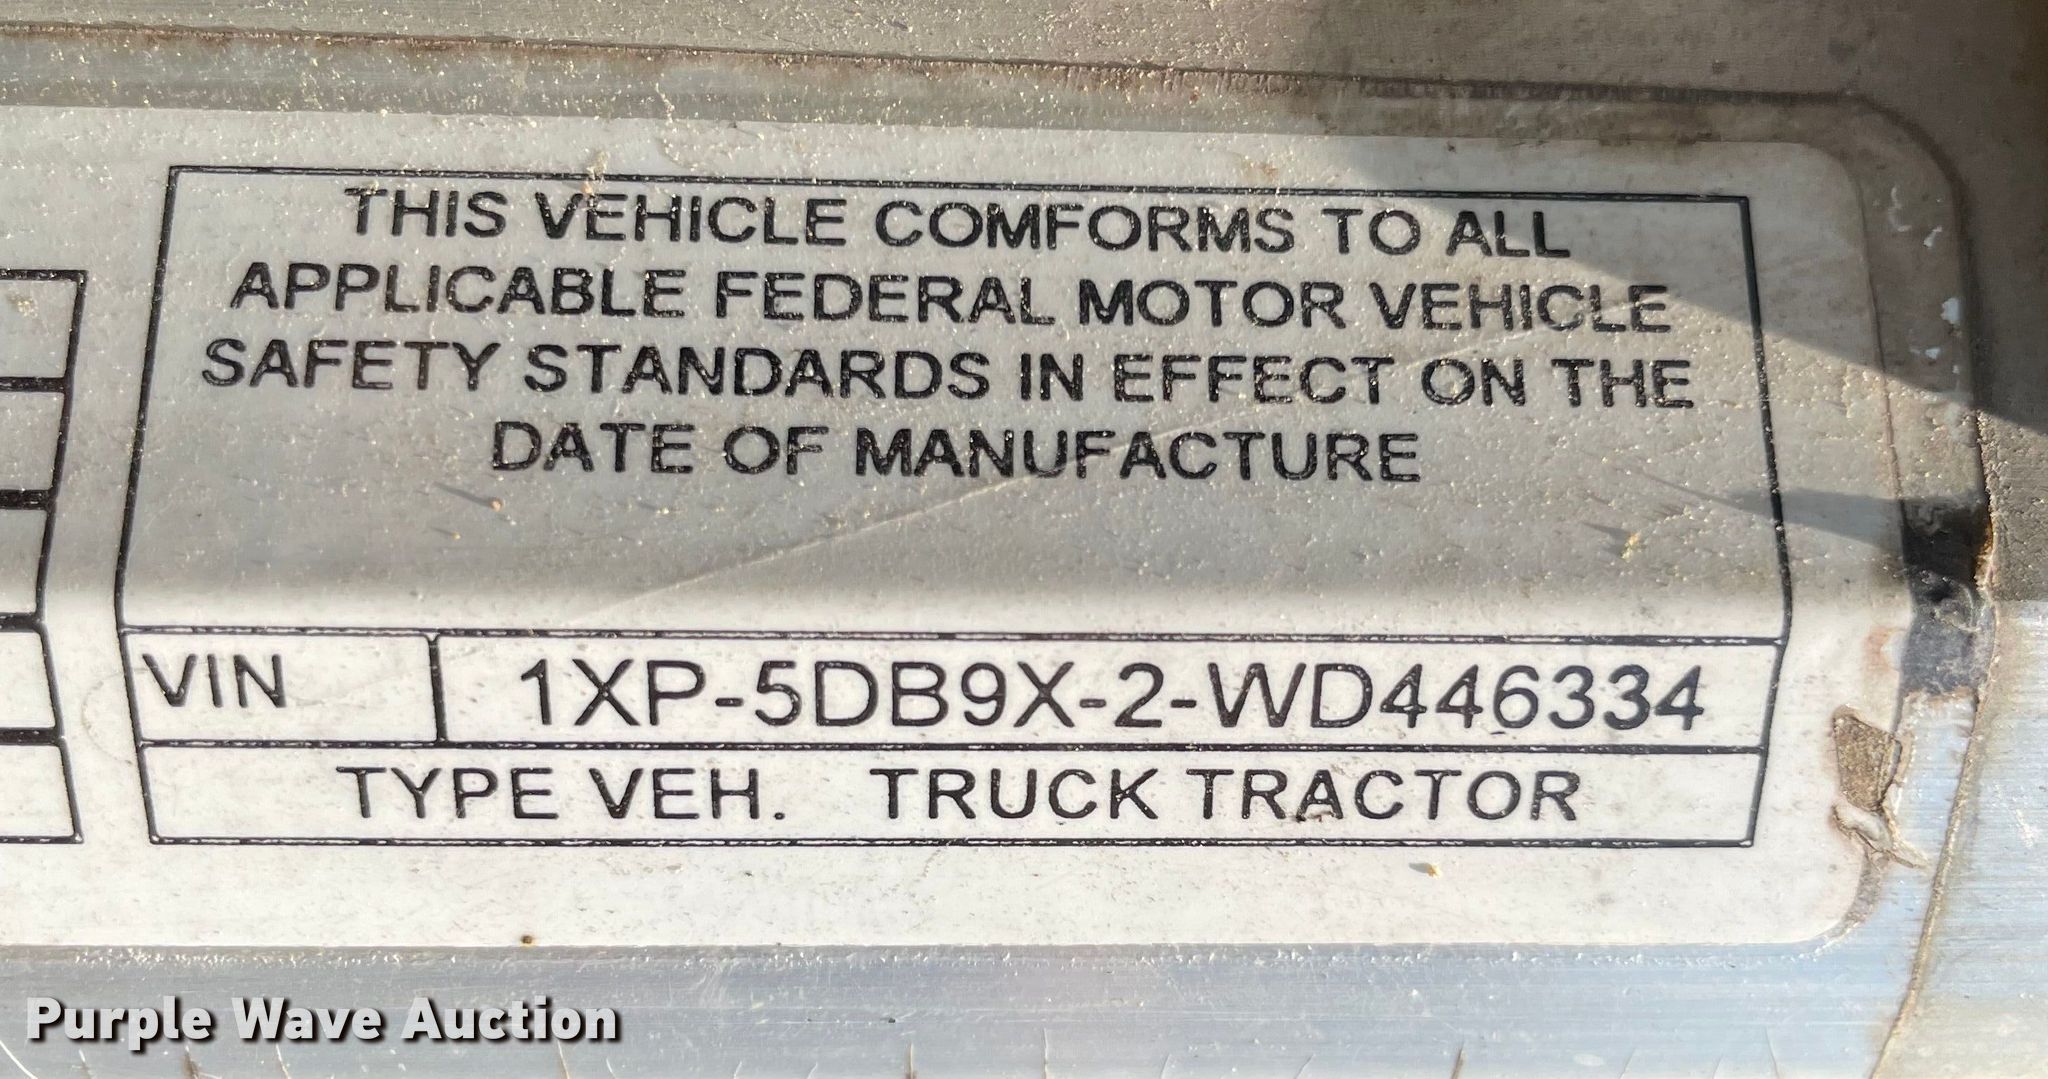 THIS VEHICLE COMFORMS TO ALL
APPLICABLE FEDERAL MOTOR VEHICLE
SAFETY STANDARDS IN EFFECT ON THE
DATE OF MANUFACTURE
VIN 1XP-5DB9X-2-WD446334
TYPE VEH. TRUCK TRACTOR
Purple Wave Auction